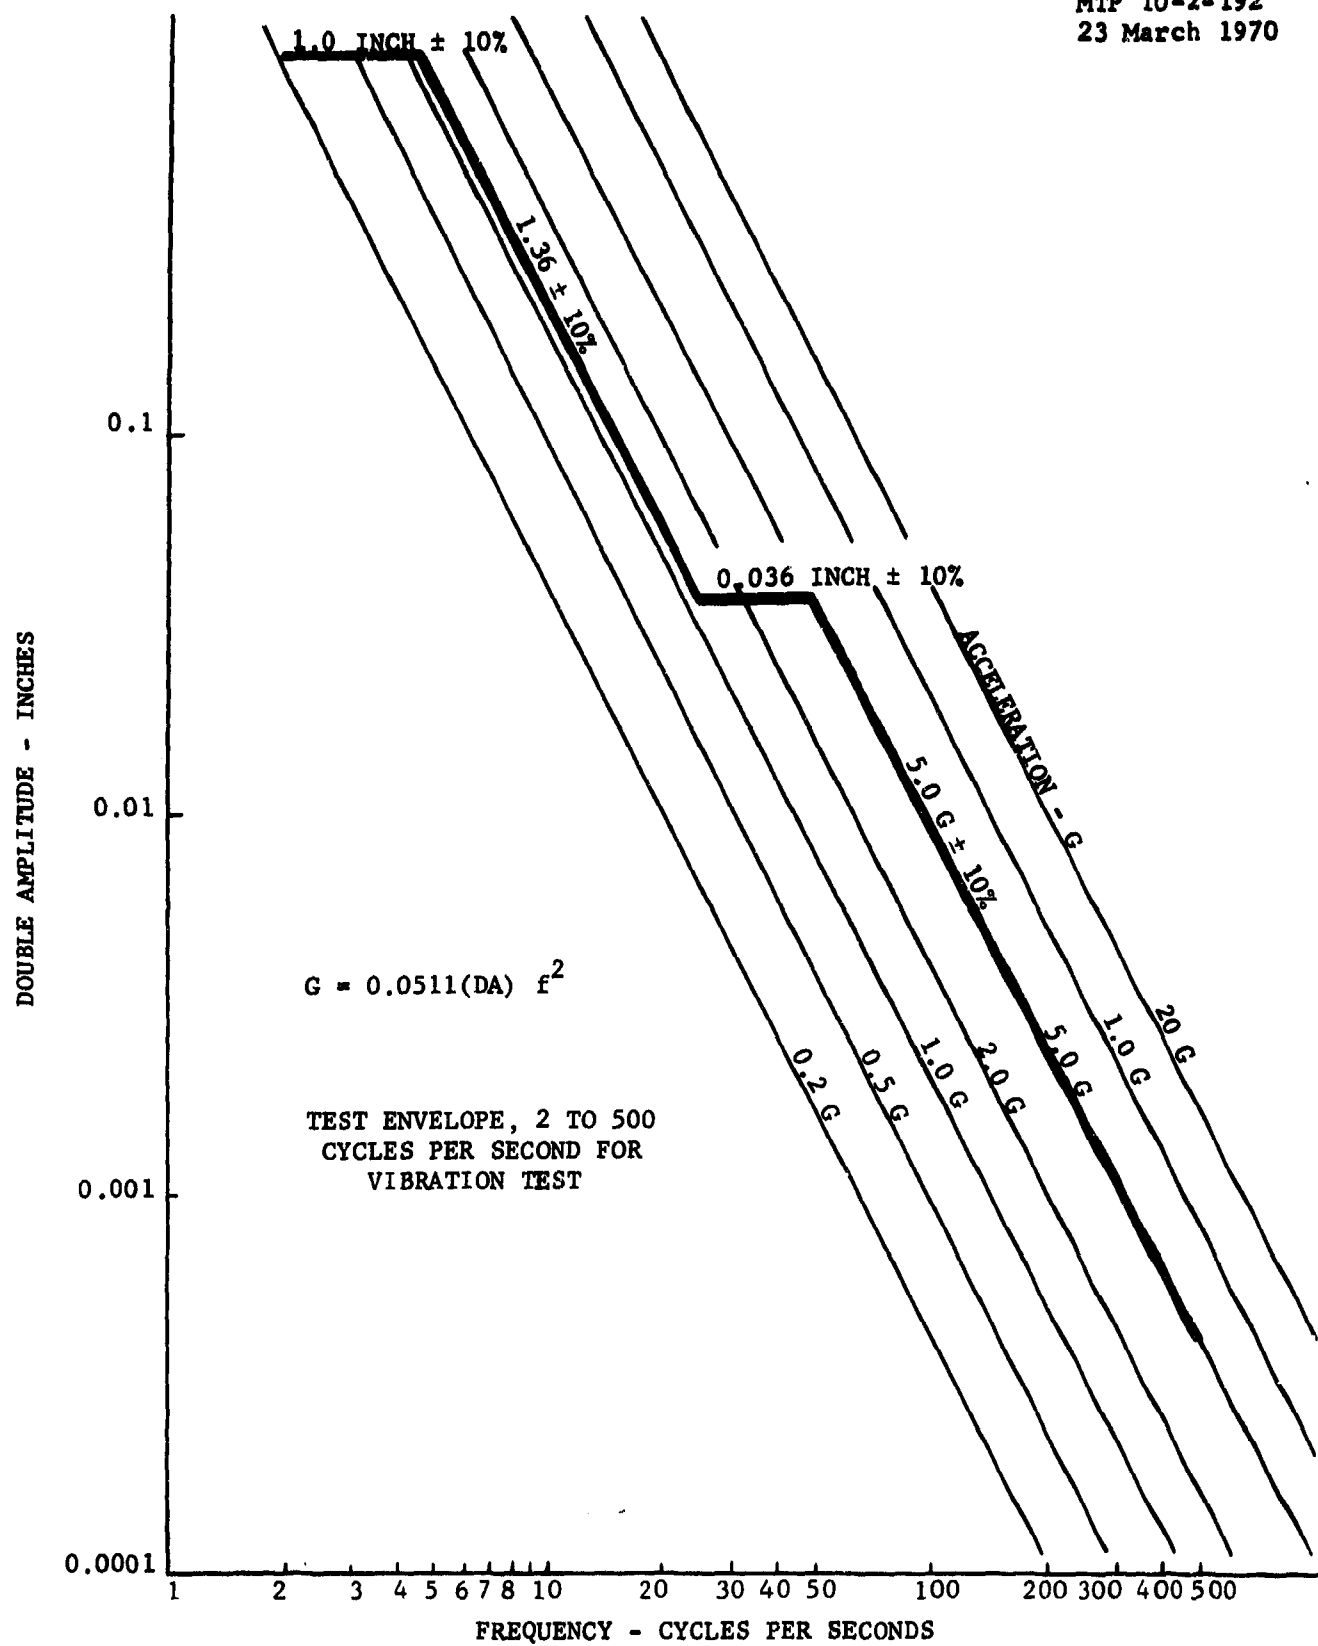 MTP 10-2-192
23 March 1970
1.0 INCH ± 10%
1.36 ± 10%
0.1
0.036 INCH ± 10%
ACCELERATION - G
DOUBLE AMPLITUDE - INCHES
5.0 G ± 10%
0.01
G = 0.0511(DA) f²
0.2 G
0.5 G
1.0 G
2.0 G
5.0 G
1.0 G
20 G
TEST ENVELOPE, 2 TO 500
CYCLES PER SECOND FOR
VIBRATION TEST
0.001
0.0001
1 2 3 4 5 6 7 8 10 20 30 40 50 100 200 300 400 500
FREQUENCY - CYCLES PER SECONDS